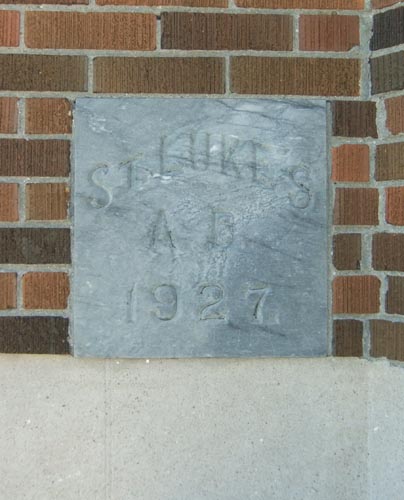 ST. LUKE'S
A. D.
1927